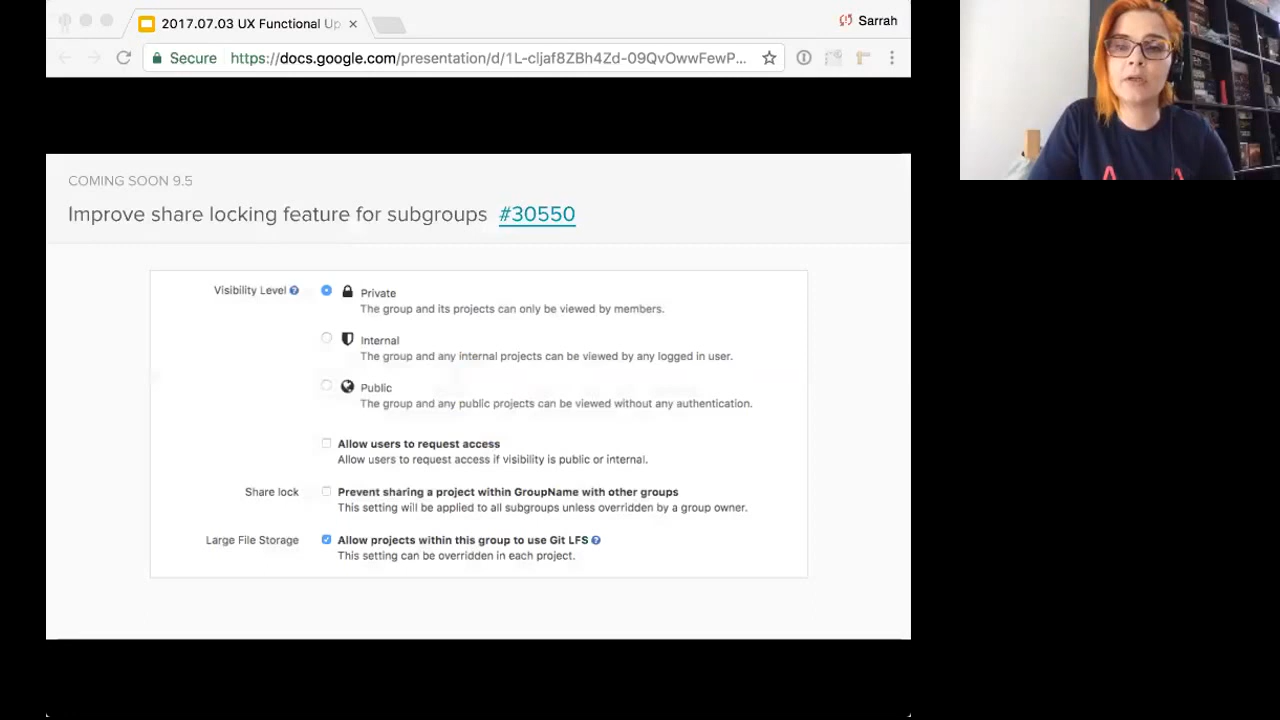 2017.07.03 UX Functional Up
Sarrah
Secure https://docs.google.com/presentation/d/1L-cljaf8ZBh4Zd-09QvOwwFewP...
COMING SOON 9.5
Improve share locking feature for subgroups #30550
Visibility Level
Private
The group and its projects can only be viewed by members.
Internal
The group and any internal projects can be viewed by any logged in user.
Public
The group and any public projects can be viewed without any authentication.
Allow users to request access
Allow users to request access if visibility is public or internal.
Share lock Prevent sharing a project within GroupName with other groups
This setting will be applied to all subgroups unless overridden by a group owner.
Large File Storage Allow projects within this group to use Git LFS
This setting can be overridden in each project.